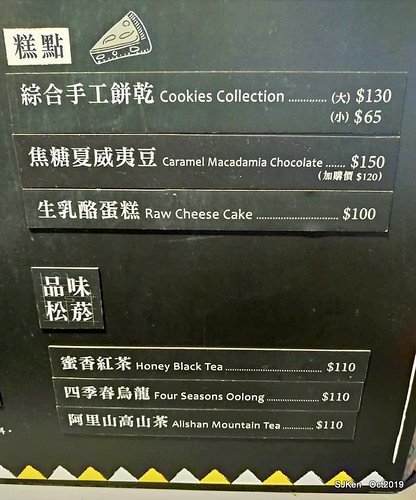 糕點
綜合手工餅乾 Cookies Collection ............. (大) $130
(小) $65
焦糖夏威夷豆 Caramel Macadamia Chocolate ....... $150
(加購價 $120)
生乳酪蛋糕 Raw Cheese Cake .............................. $100
品味
松菸
蜜香紅茶 Honey Black Tea .................................. $110
四季春烏龍 Four Seasons Oolong .................... $110
阿里山高山茶 Alishan Mountain Tea ........... $110
SJKen Oct2019